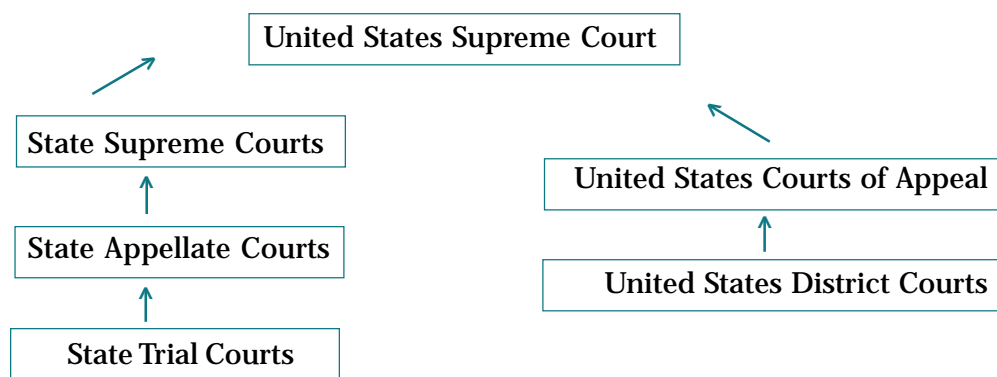 United States Supreme Court
State Supreme Courts
United States Courts of Appeal
State Appellate Courts
United States District Courts
State Trial Courts